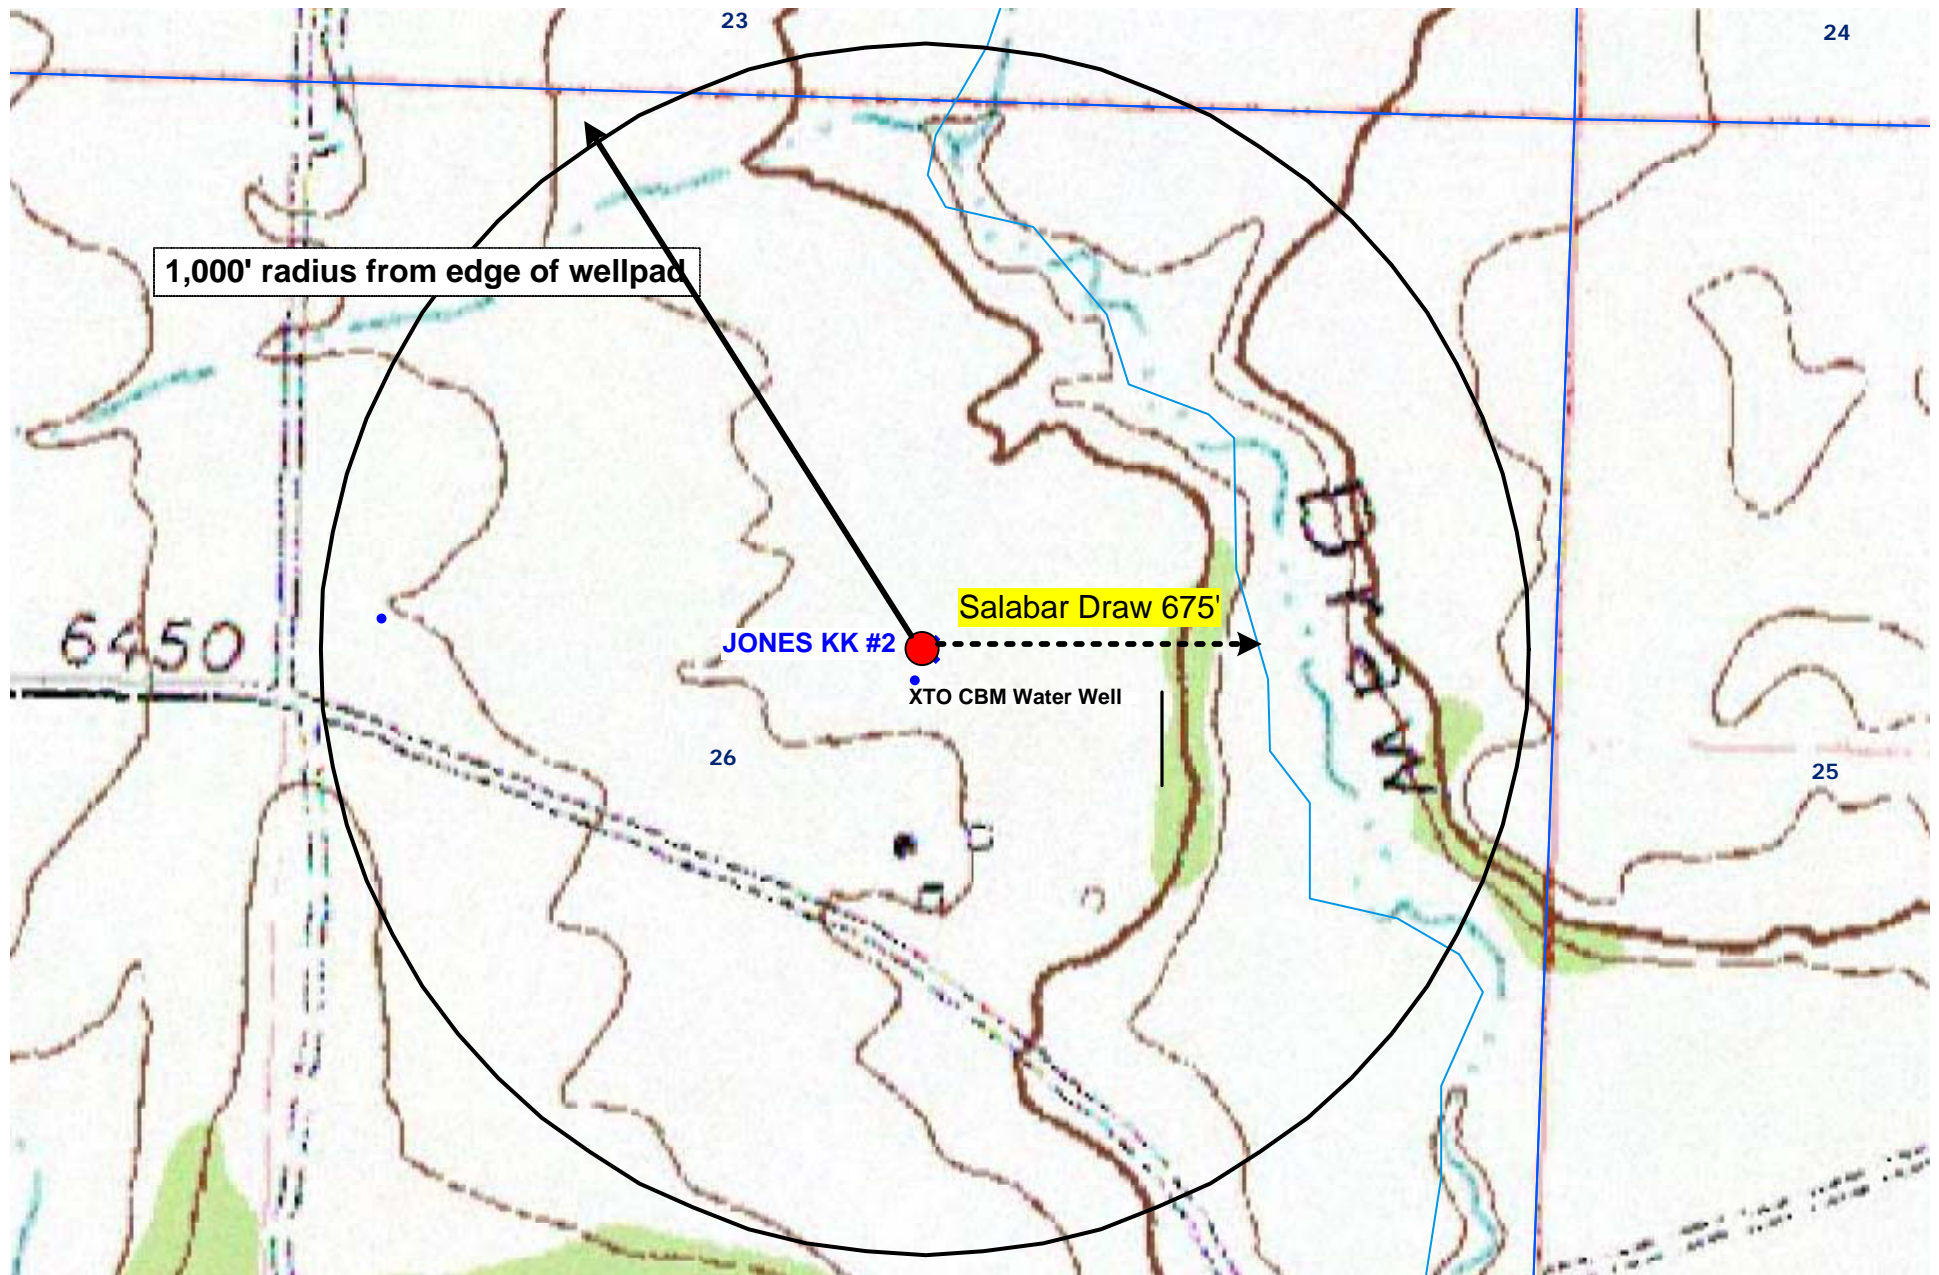 23
24
1,000' radius from edge of wellpad
Salabar Draw 675'
6450
JONES KK #2
XTO CBM Water Well
26
25
DRAW